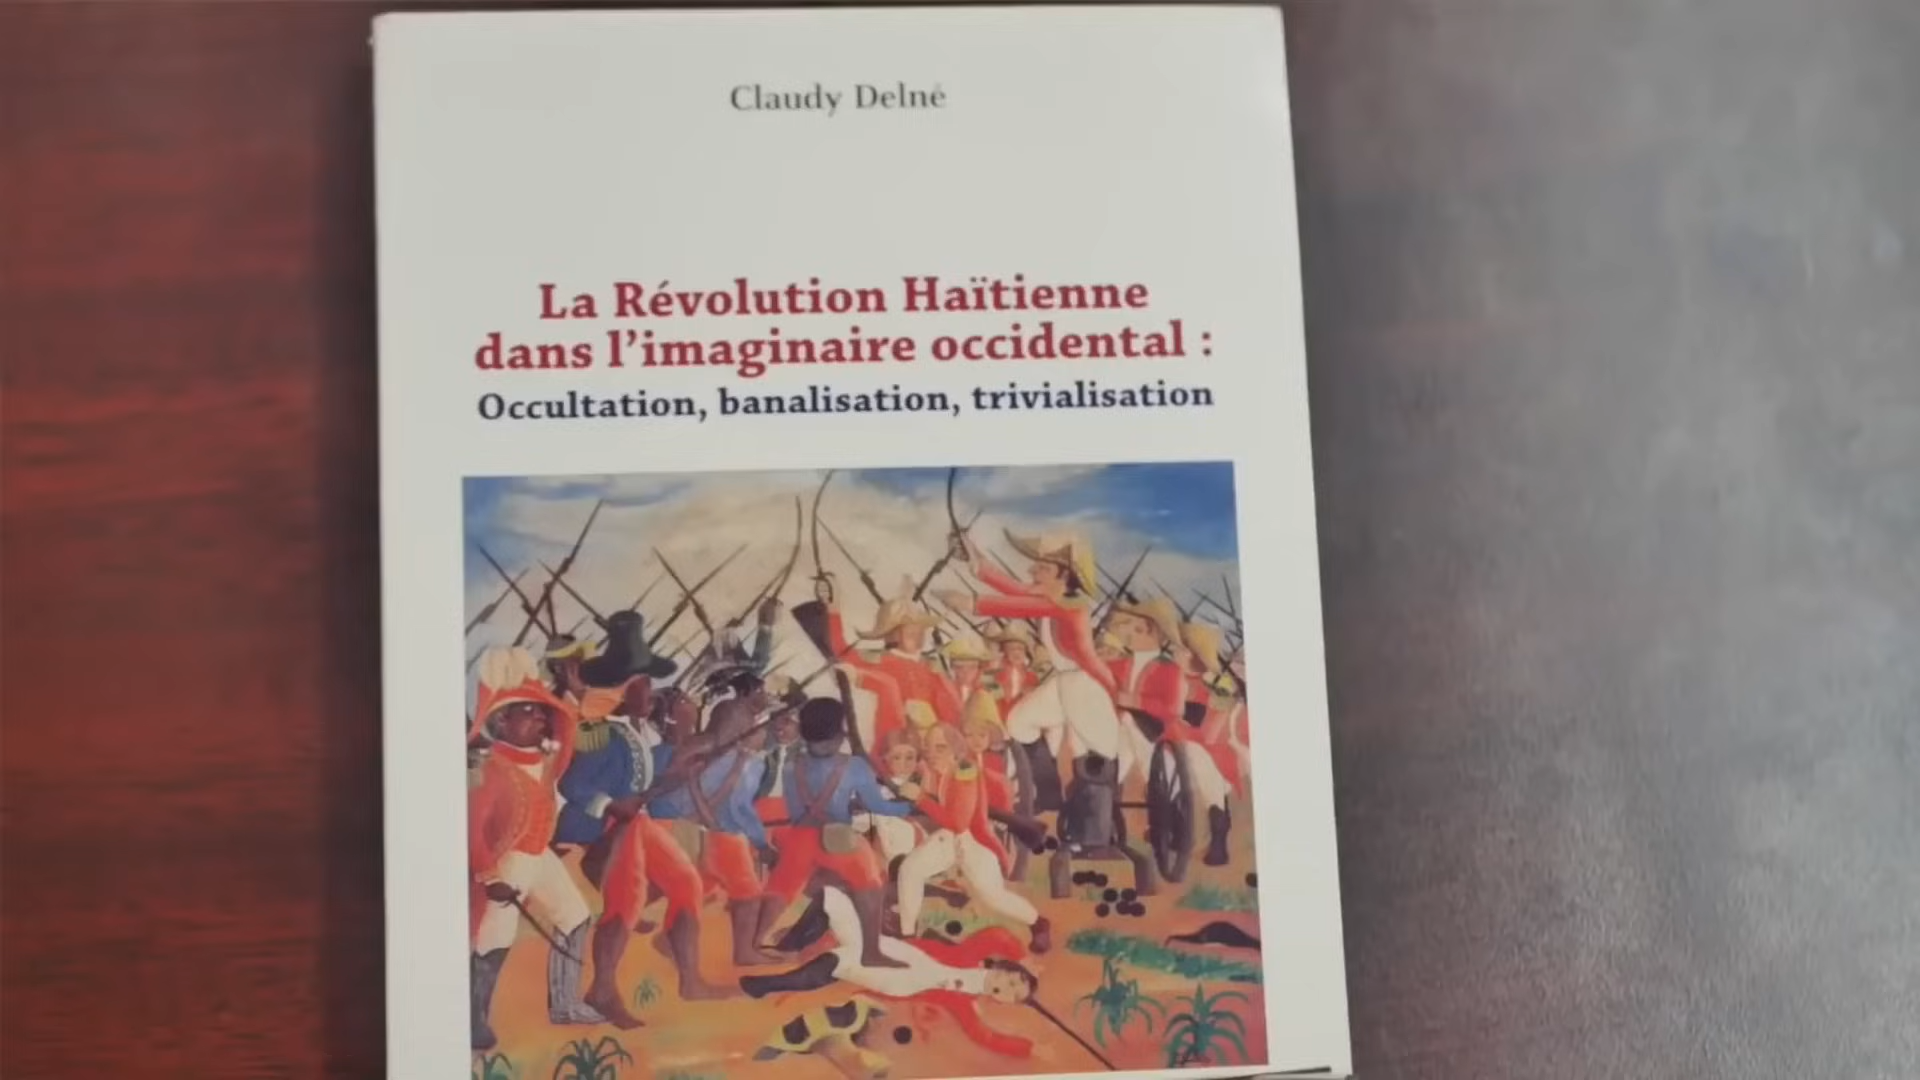 Claudy Delné
La Révolution Haïtienne
dans l’imaginaire occidental :
Occultation, banalisation, trivialisation